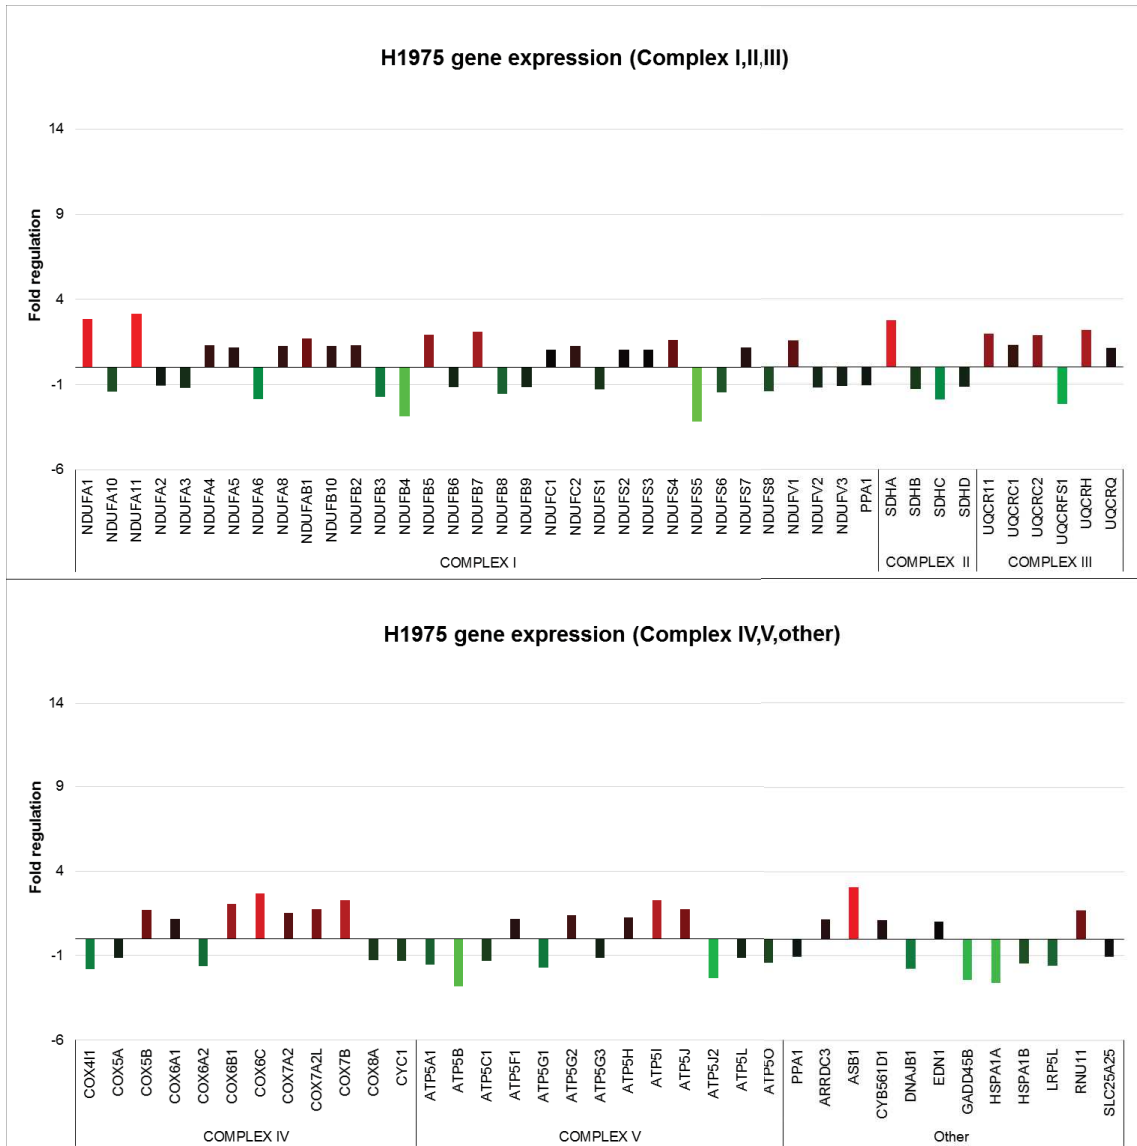 H1975 gene expression (Complex I,II,III)
Fold regulation
14
9
4
-1
-6
NDUFA1
NDUFA10
NDUFA11
NDUFA2
NDUFA3
NDUFA4
NDUFA5
NDUFA6
NDUFA8
NDUFAB1
NDUFB10
NDUFB2
NDUFB3
NDUFB4
NDUFB5
NDUFB6
NDUFB7
NDUFB8
NDUFB9
NDUFC1
NDUFC2
NDUFS1
NDUFS2
NDUFS3
NDUFS4
NDUFS5
NDUFS6
NDUFS7
NDUFS8
NDUFV1
NDUFV2
NDUFV3
PPA1
SDHA
SDHB
SDHC
SDHD
UQCR11
UQCRC1
UQCRC2
UQCRFS1
UQCRH
UQCRQ
COMPLEX I
COMPLEX II
COMPLEX III
H1975 gene expression (Complex IV,V,other)
Fold regulation
14
9
4
-1
-6
COX4I1
COX5A
COX5B
COX6A1
COX6A2
COX6B1
COX6C
COX7A2
COX7A2L
COX7B
COX8A
CYC1
ATP5A1
ATP5B
ATP5C1
ATP5F1
ATP5G1
ATP5G2
ATP5G3
ATP5H
ATP5I
ATP5J
ATP5J2
ATP5L
ATP5O
PPA1
ARRDC3
ASB1
CYB561D1
DNAJB1
EDN1
GADD45B
HSPA1A
HSPA1B
LRP5L
RNU11
SLC25A25
COMPLEX IV
COMPLEX V
Other